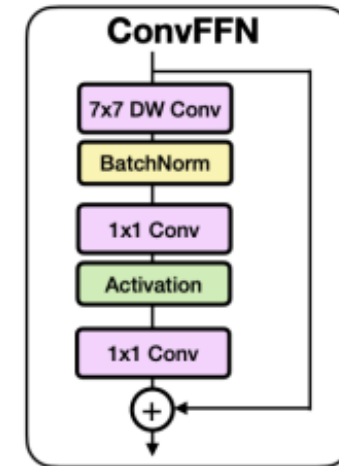 ConvFFN
7x7 DW Conv
BatchNorm
1x1 Conv
Activation
1x1 Conv
+